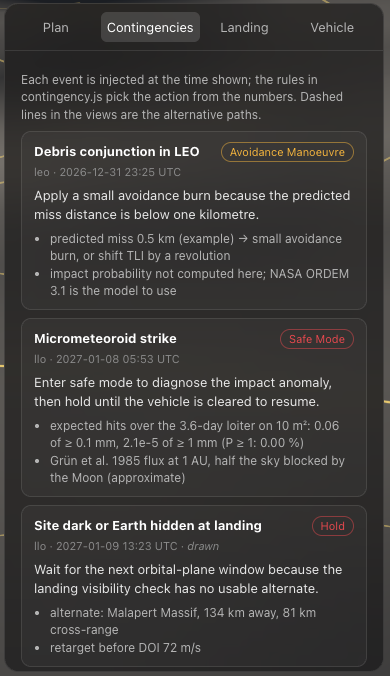 Plan Contingencies Landing Vehicle
Each event is injected at the time shown; the rules in
contingency.js pick the action from the numbers. Dashed
lines in the views are the alternative paths.
Debris conjunction in LEO Avoidance Manoeuvre
leo · 2026-12-31 23:25 UTC
Apply a small avoidance burn because the predicted
miss distance is below one kilometre.
• predicted miss 0.5 km (example) → small avoidance
burn, or shift TLI by a revolution
• impact probability not computed here; NASA ORDEM
3.1 is the model to use
Micrometeoroid strike Safe Mode
llo · 2027-01-08 05:53 UTC
Enter safe mode to diagnose the impact anomaly,
then hold until the vehicle is cleared to resume.
• expected hits over the 3.6-day loiter on 10 m²: 0.06
of ≥ 0.1 mm, 2.1e-5 of ≥ 1 mm (P ≥ 1: 0.00 %)
• Grün et al. 1985 flux at 1 AU, half the sky blocked by
the Moon (approximate)
Site dark or Earth hidden at landing Hold
llo · 2027-01-09 13:23 UTC · drawn
Wait for the next orbital-plane window because the
landing visibility check has no usable alternate.
• alternate: Malapert Massif, 134 km away, 81 km
cross-range
• retarget before DOI 72 m/s